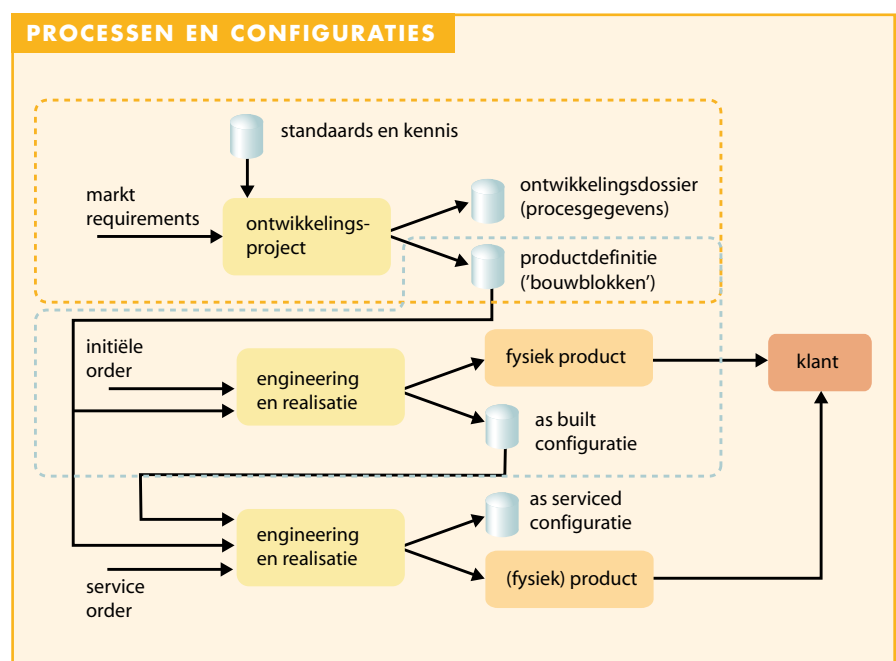 PROCESSEN EN CONFIGURATIES
standaards en kennis
markt
requirements
ontwikkelings-
project
ontwikkelingsdossier
(procesgegevens)
productdefinitie
('bouwblokken')
initiële
order
engineering
en realisatie
fysiek product
klant
as built
configuratie
as serviced
configuratie
engineering
en realisatie
(fysiek) product
service
order